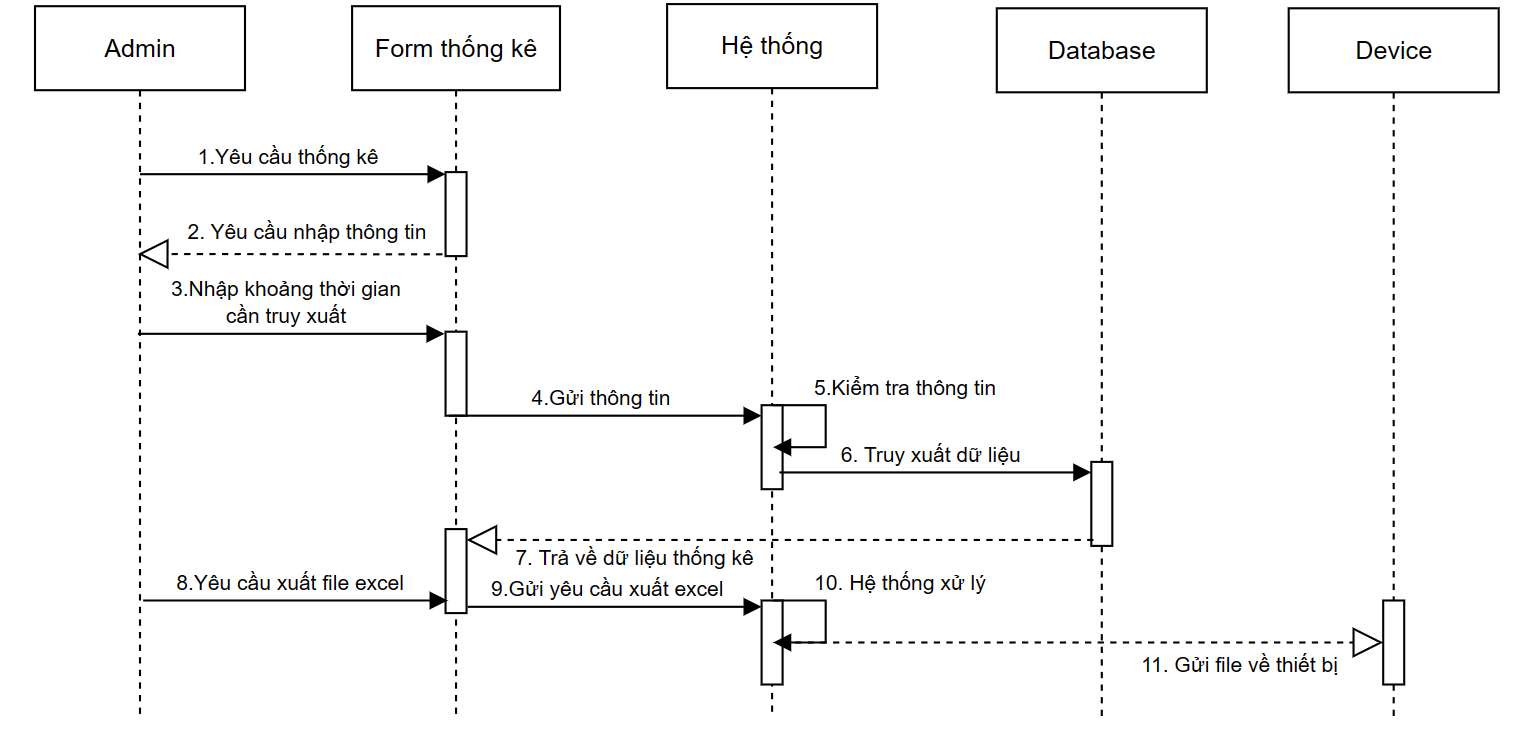 Admin
Form thống kê
Hệ thống
Database
Device
1.Yêu cầu thống kê
2. Yêu cầu nhập thông tin
3.Nhập khoảng thời gian
cần truy xuất
4.Gửi thông tin
5.Kiểm tra thông tin
6. Truy xuất dữ liệu
7. Trả về dữ liệu thống kê
8.Yêu cầu xuất file excel
9.Gửi yêu cầu xuất excel
10. Hệ thống xử lý
11. Gửi file về thiết bị